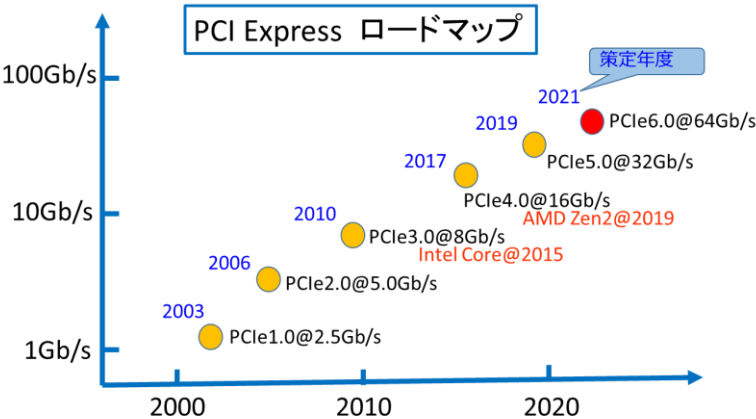 PCI Express ロードマップ
策定年度
100Gb/s
2021
PCIe6.0@64Gb/s
2019
PCIe5.0@32Gb/s
2017
PCIe4.0@16Gb/s
AMD Zen2@2019
10Gb/s
2010
PCIe3.0@8Gb/s
Intel Core@2015
2006
PCIe2.0@5.0Gb/s
2003
PCIe1.0@2.5Gb/s
1Gb/s
2000
2010
2020